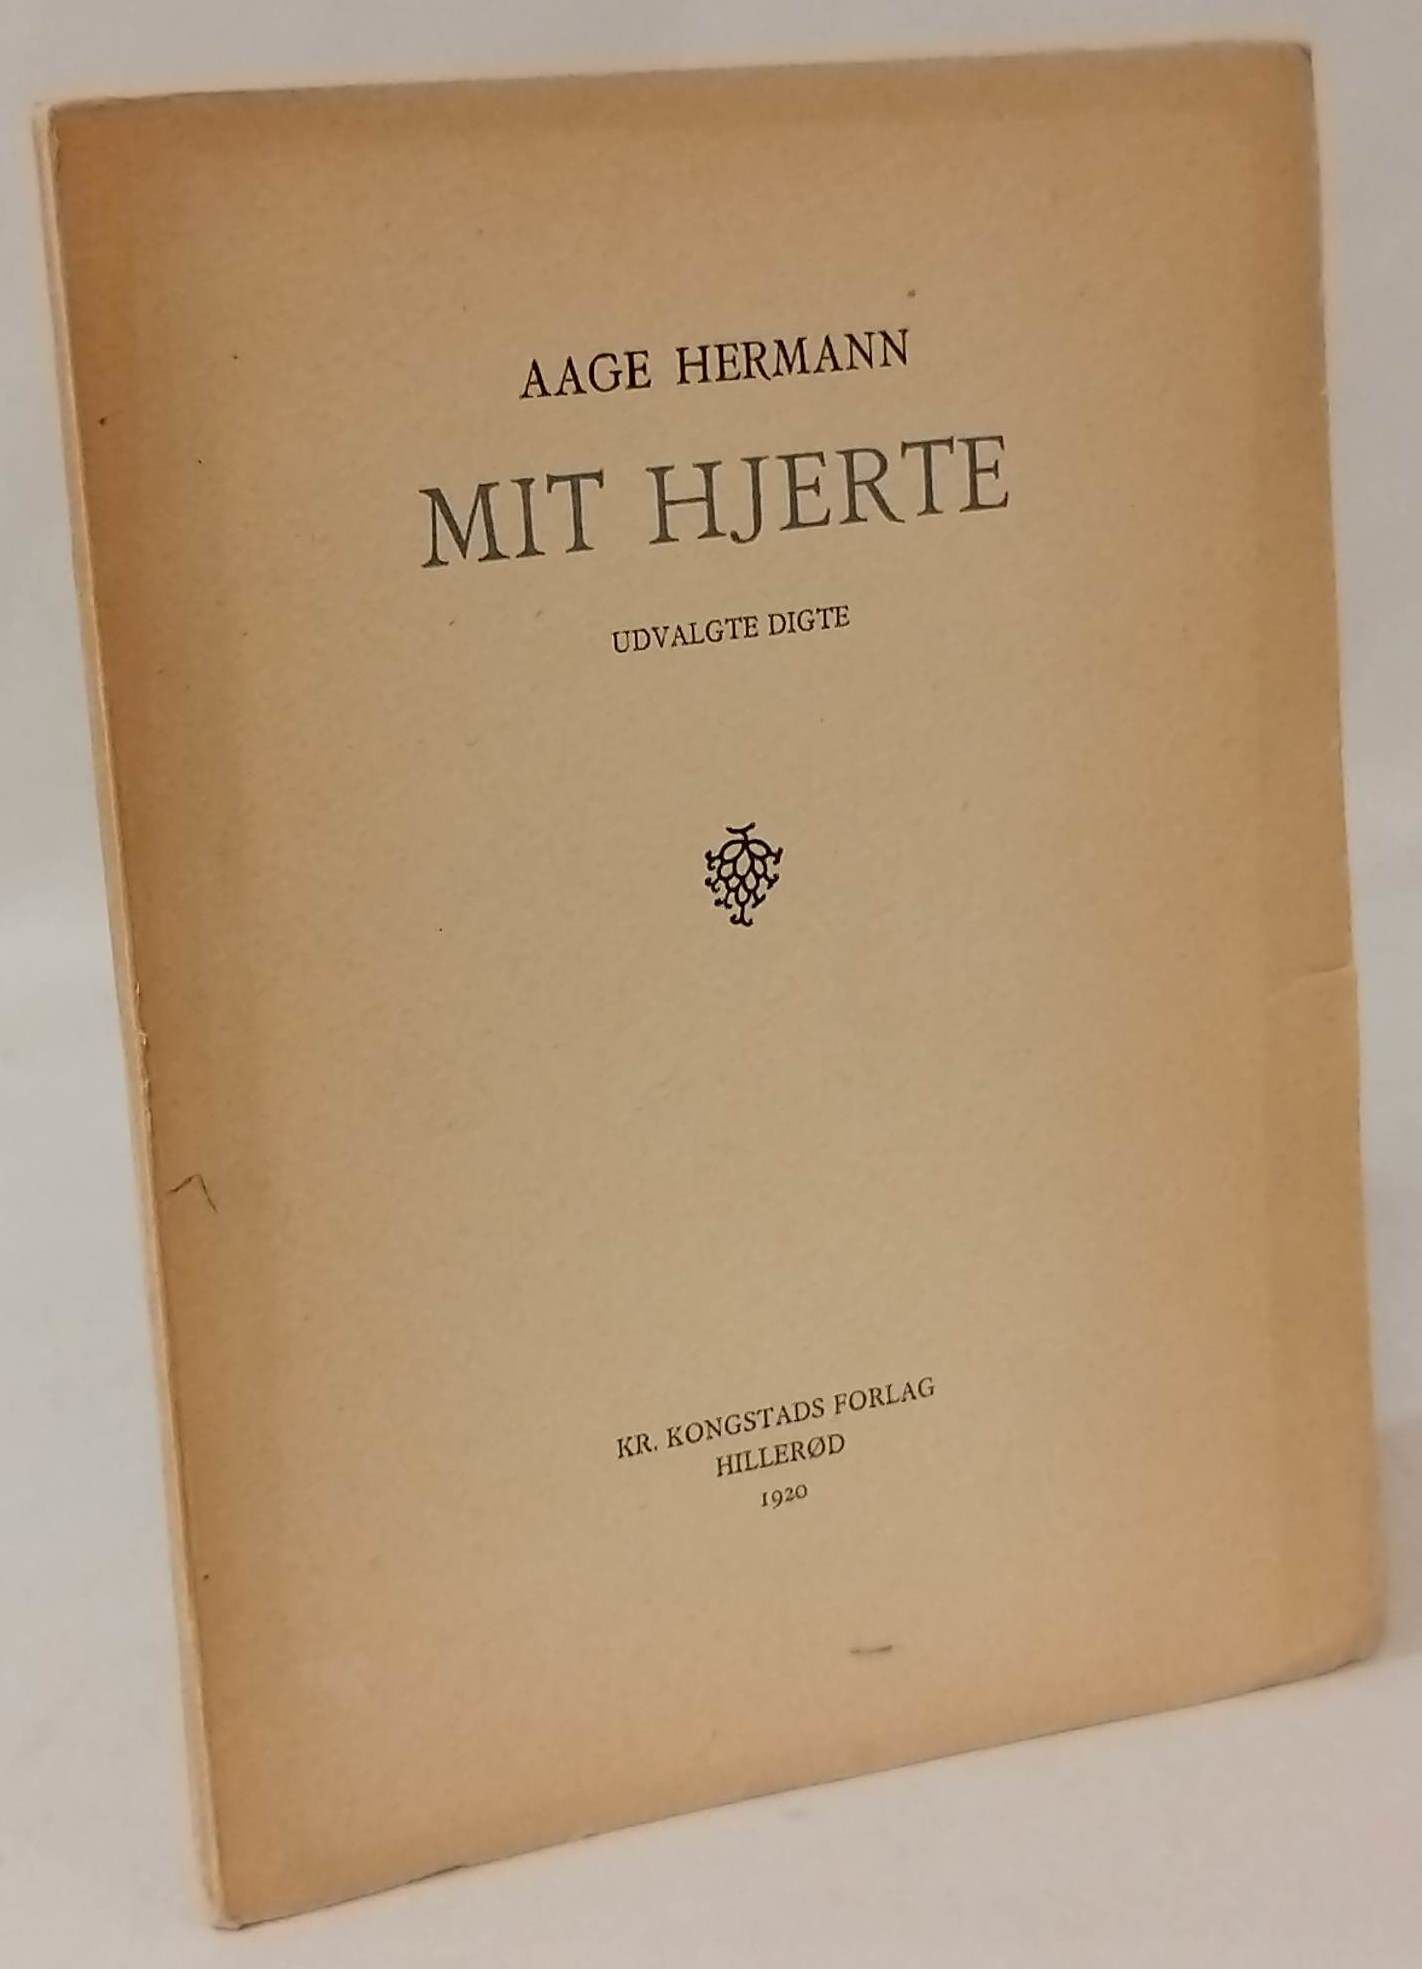 AAGE HERMANN
MIT HJERTE
UDVALGTE DIGTE
KR. KONGSTADS FORLAG
HILLERØD
1920